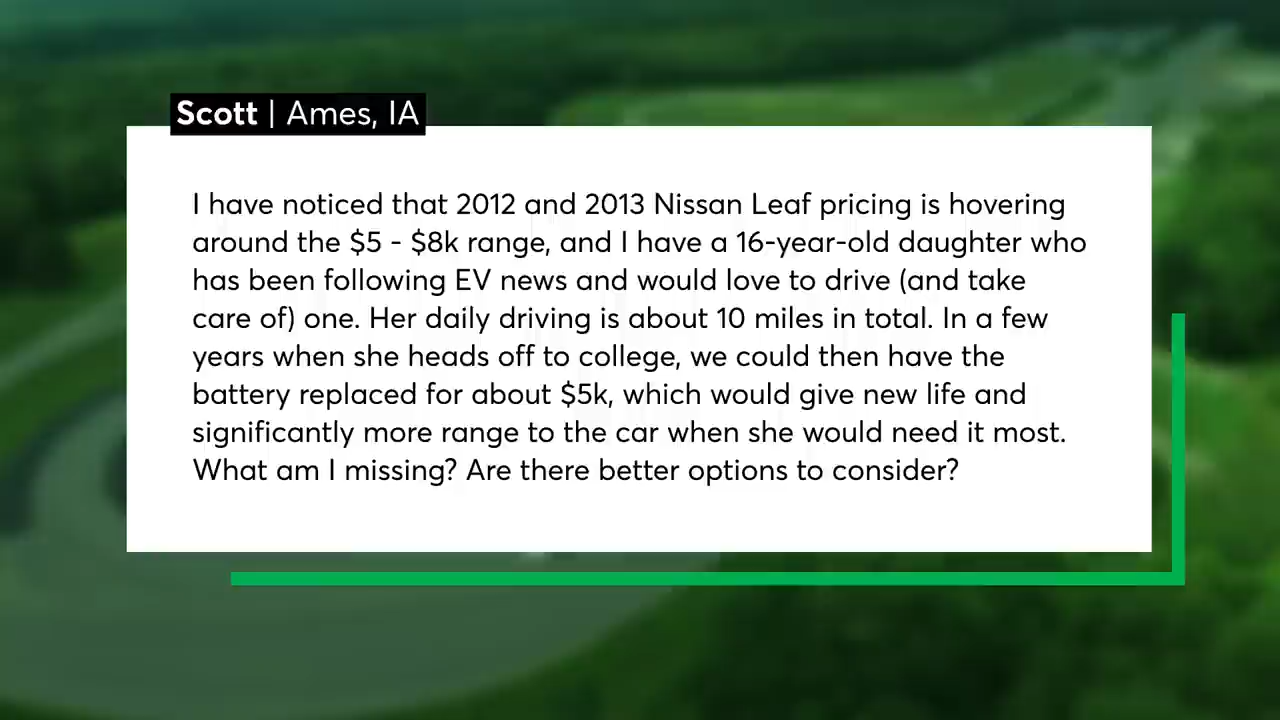 Scott | Ames, IA
I have noticed that 2012 and 2013 Nissan Leaf pricing is hovering
around the $5 - $8k range, and I have a 16-year-old daughter who
has been following EV news and would love to drive (and take
care of) one. Her daily driving is about 10 miles in total. In a few
years when she heads off to college, we could then have the
battery replaced for about $5k, which would give new life and
significantly more range to the car when she would need it most.
What am I missing? Are there better options to consider?